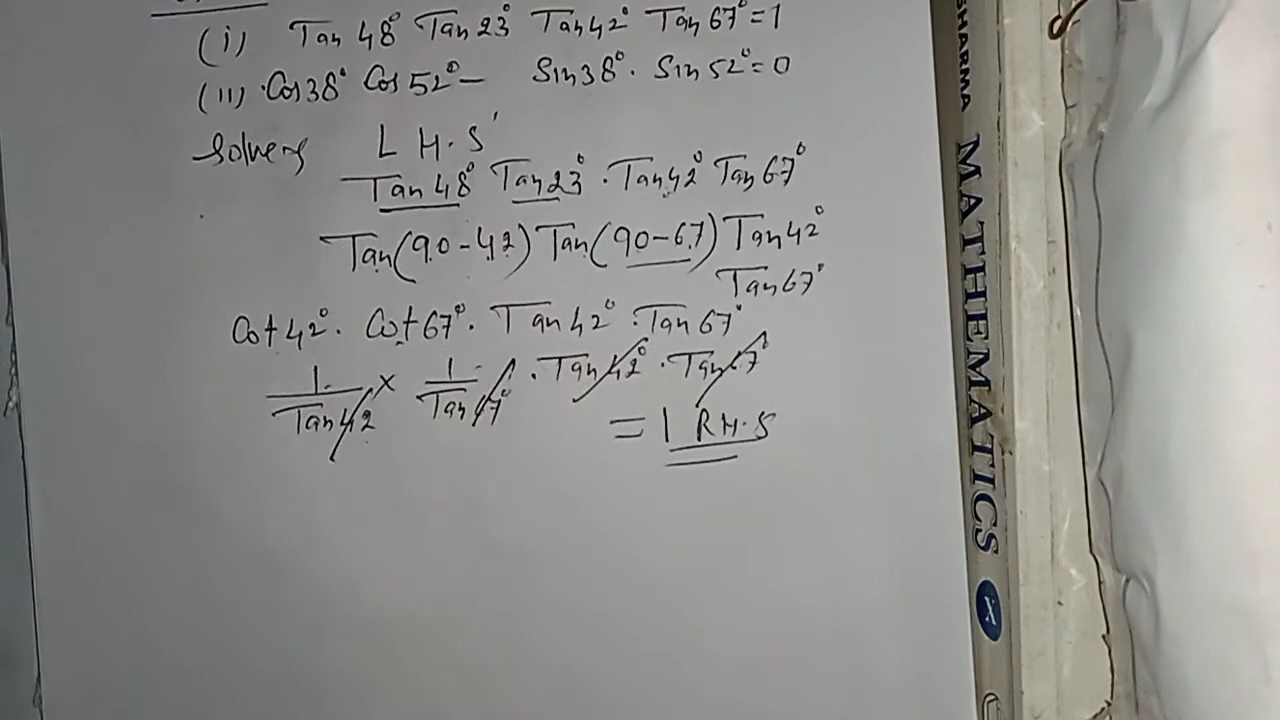 (i) Tan 48° Tan 23° Tan 42° Tan 67° = 1
(ii) Cos 38° Cos 52° - Sin 38° . Sin 52° = 0
L H.S
Tan 48° Tan 23° . Tan 42° Tan 67°
Tan (90-42) Tan (90-67) Tan 42°
Tan 67°
Cot 42° . Cot 67° . Tan 42° . Tan 67°
1/Tan 42 × 1/Tan 67° . Tan 42° . Tan 67°
= 1 R H.S
SHARMA MATHEMATICS X